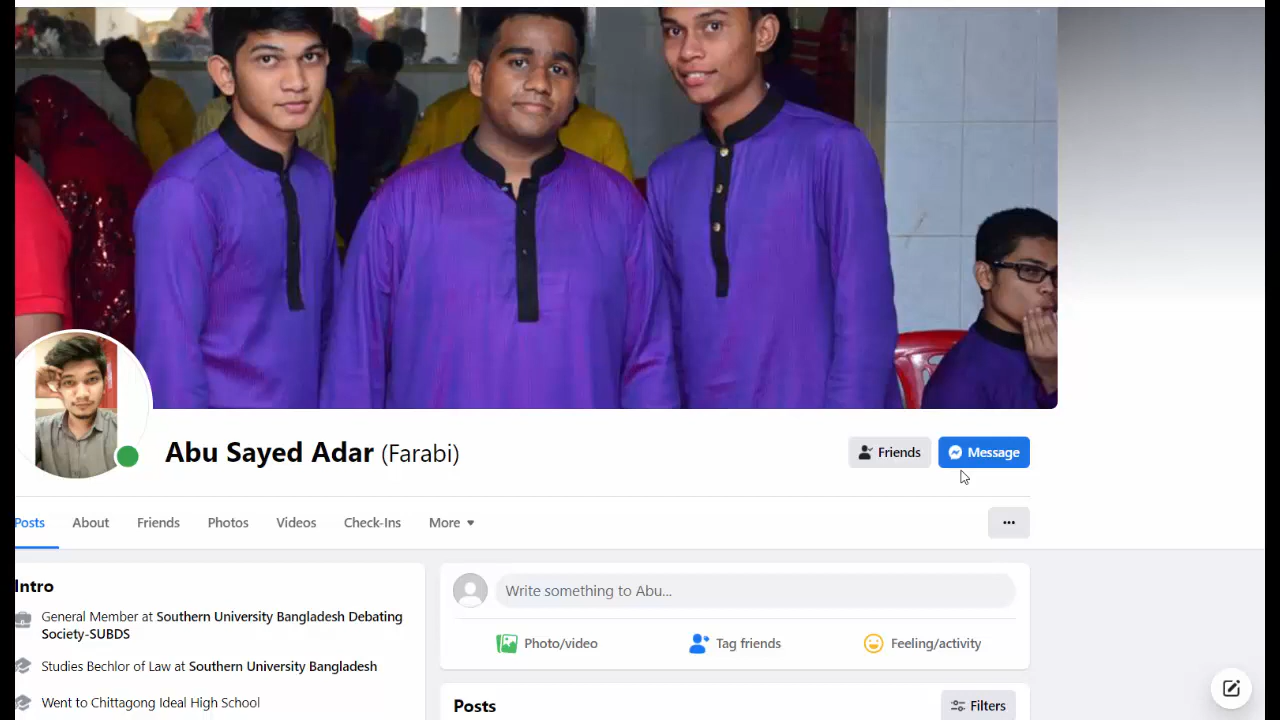 Abu Sayed Adar (Farabi)
Friends
Message
Posts
About
Friends
Photos
Videos
Check-Ins
More
Intro
General Member at Southern University Bangladesh Debating
Society-SUBDS
Studies Bechlor of Law at Southern University Bangladesh
Went to Chittagong Ideal High School
Write something to Abu...
Photo/video
Tag friends
Feeling/activity
Posts
Filters